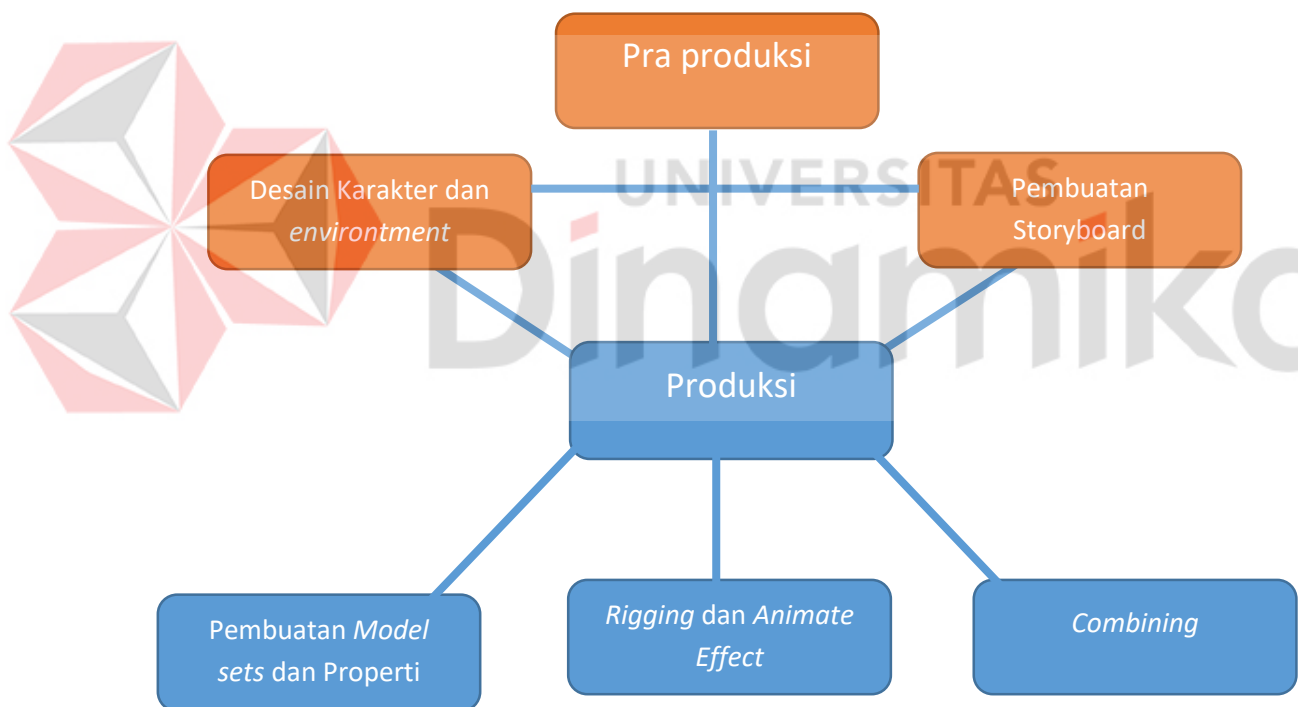 Pra produksi
UNIVERSITAS
Dinamika
Desain Karakter dan
environtment
Pembuatan
Storyboard
Produksi
Pembuatan Model
sets dan Properti
Rigging dan Animate
Effect
Combining